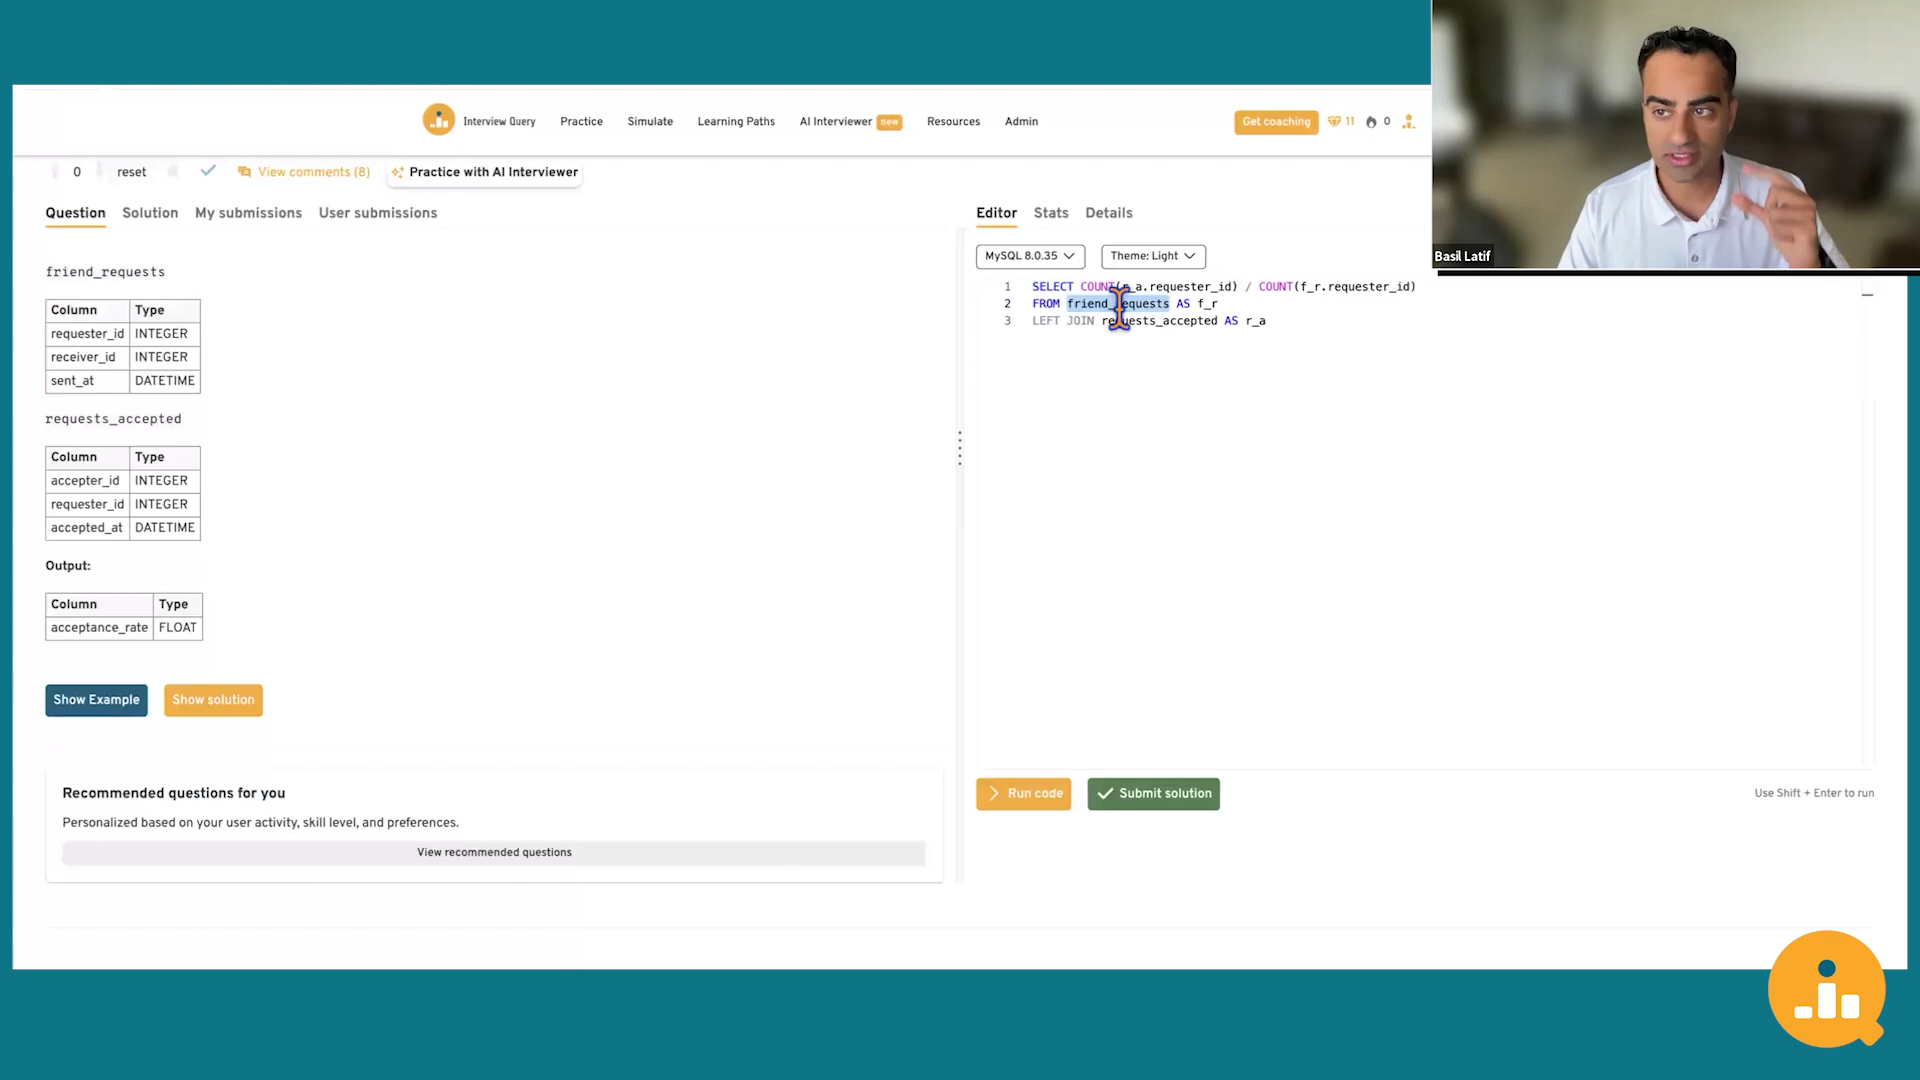 Interview Query Practice Simulate Learning Paths AI Interviewer new Resources Admin Get coaching 11 0
0 reset View comments (8) Practice with AI Interviewer
Question Solution My submissions User submissions
friend_requests
Column Type
requester_id INTEGER
receiver_id INTEGER
sent_at DATETIME
requests_accepted
Column Type
accepter_id INTEGER
requester_id INTEGER
accepted_at DATETIME
Output:
Column Type
acceptance_rate FLOAT
Show Example Show solution
Recommended questions for you
Personalized based on your user activity, skill level, and preferences.
View recommended questions
Editor Stats Details
MySQL 8.0.35 Theme: Light
1 SELECT COUNT(r_a.requester_id) / COUNT(f_r.requester_id)
2 FROM friend_requests AS f_r
3 LEFT JOIN requests_accepted AS r_a
Run code Submit solution Use Shift + Enter to run
Basil Latif